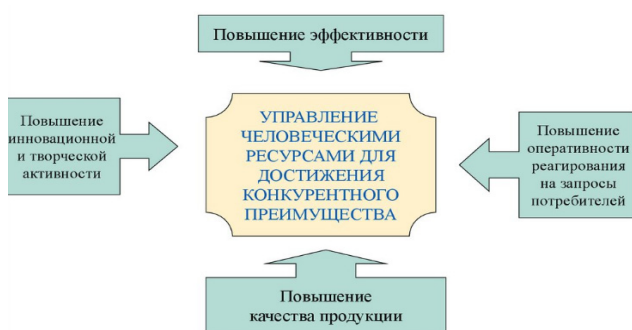 Повышение эффективности
Повышение
инновационной
и творческой
активности
УПРАВЛЕНИЕ
ЧЕЛОВЕЧЕСКИМИ
РЕСУРСАМИ ДЛЯ
ДОСТИЖЕНИЯ
КОНКУРЕНТНОГО
ПРЕИМУЩЕСТВА
Повышение
оперативности
реагирования
на запросы
потребителей
Повышение
качества продукции